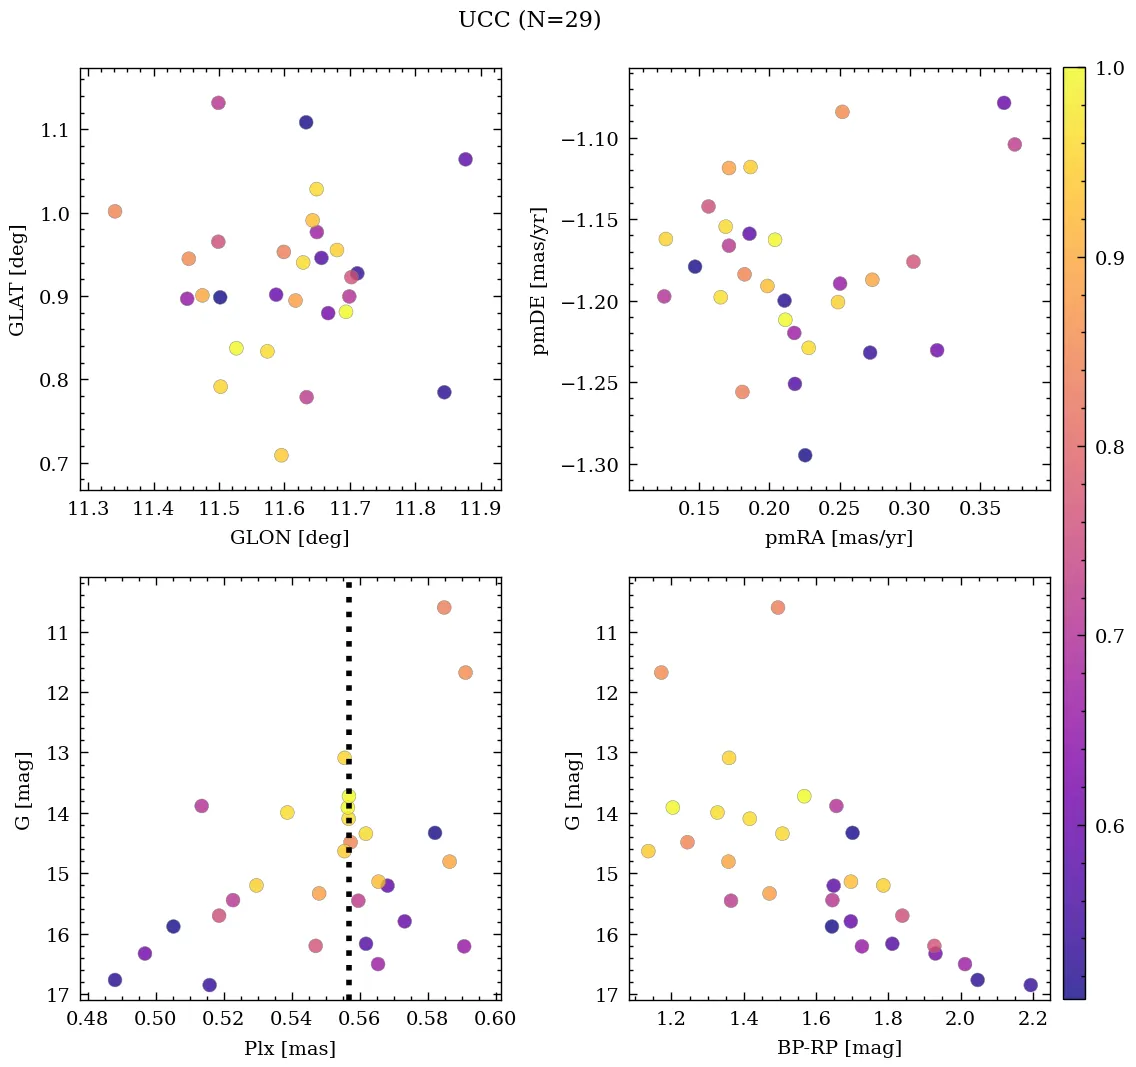 UCC (N=29)
1.1
1.0
0.9
0.8
0.7
GLAT [deg]
11.3 11.4 11.5 11.6 11.7 11.8 11.9
GLON [deg]
−1.10
−1.15
−1.20
−1.25
−1.30
pmDE [mas/yr]
0.15 0.20 0.25 0.30 0.35
pmRA [mas/yr]
11
12
13
14
15
16
17
G [mag]
0.48 0.50 0.52 0.54 0.56 0.58 0.60
Plx [mas]
11
12
13
14
15
16
17
G [mag]
1.2 1.4 1.6 1.8 2.0 2.2
BP-RP [mag]
1.0
0.9
0.8
0.7
0.6